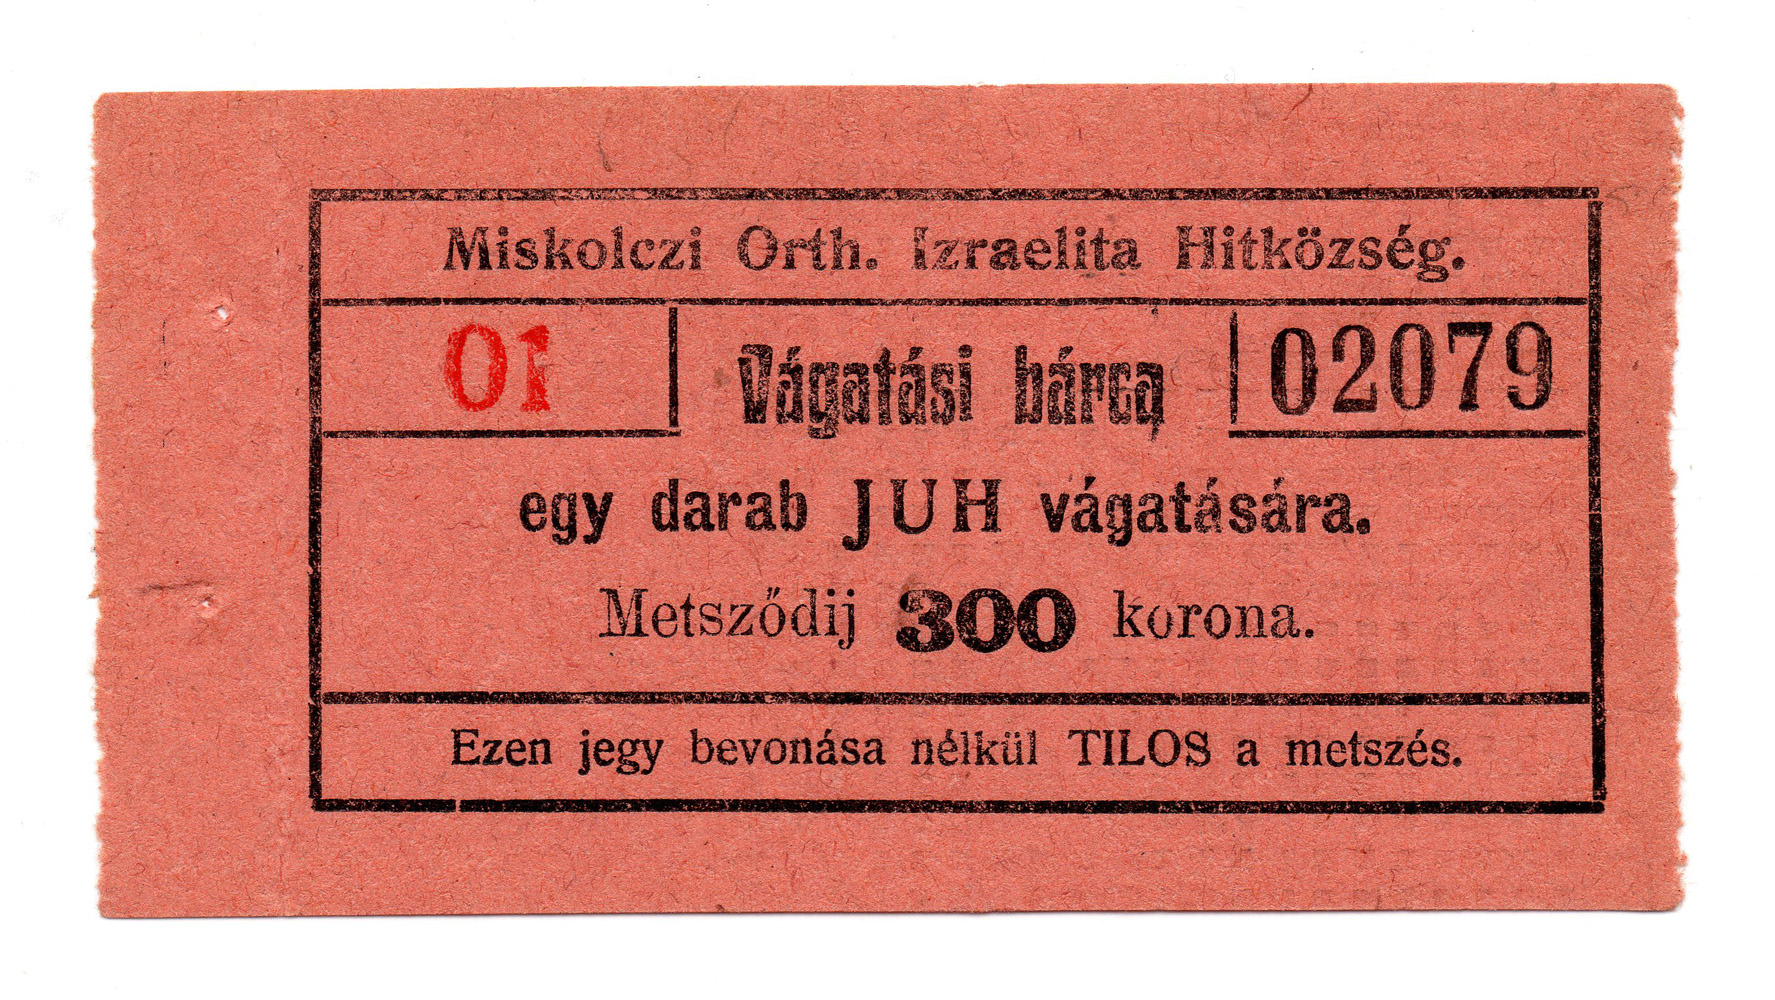 Miskolczi Orth. Izraelita Hitközség.
01 Vágatási bárca 02079
egy darab JUH vágatására.
Metsződij 300 korona.
Ezen jegy bevonása nélkül TILOS a metszés.